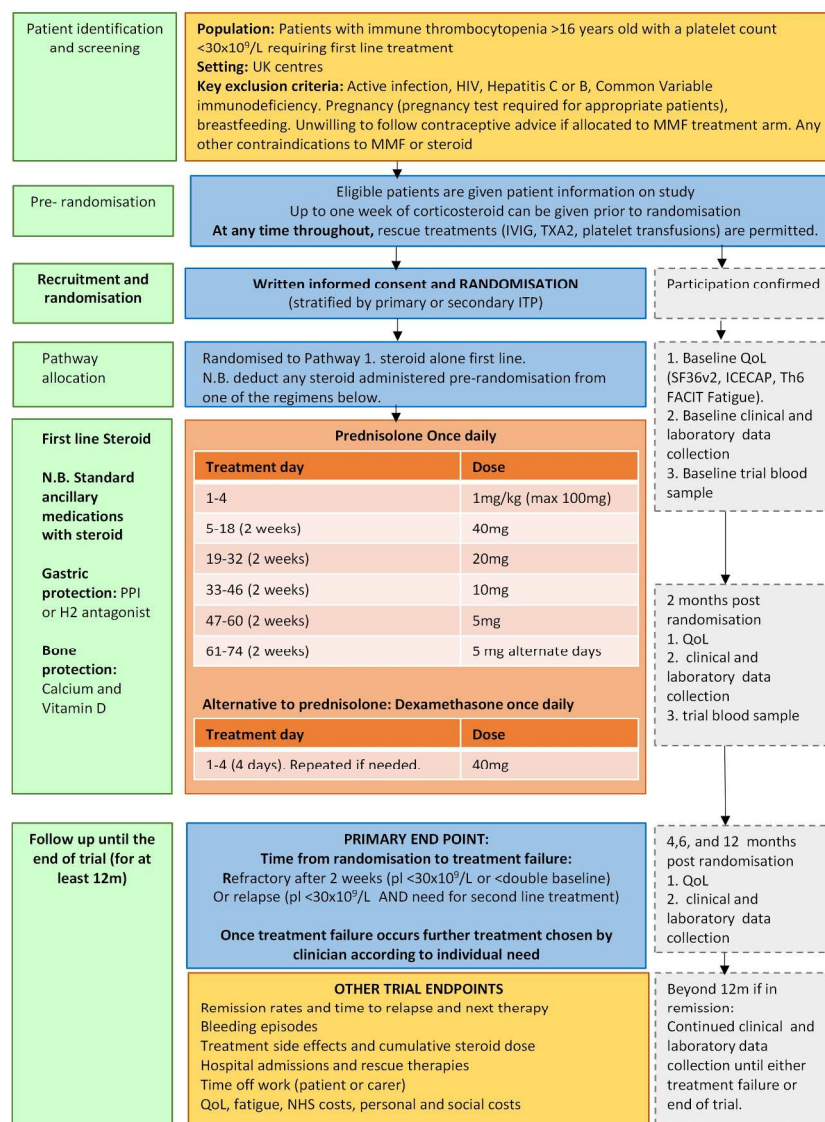 Patient identification
and screening
Population: Patients with immune thrombocytopenia >16 years old with a platelet count
<30x10⁹/L requiring first line treatment
Setting: UK centres
Key exclusion criteria: Active infection, HIV, Hepatitis C or B, Common Variable
immunodeficiency. Pregnancy (pregnancy test required for appropriate patients),
breastfeeding. Unwilling to follow contraceptive advice if allocated to MMF treatment arm. Any
other contraindications to MMF or steroid
Pre- randomisation
Eligible patients are given patient information on study
Up to one week of corticosteroid can be given prior to randomisation
At any time throughout, rescue treatments (IVIG, TXA2, platelet transfusions) are permitted.
Recruitment and
randomisation
Written informed consent and RANDOMISATION
(stratified by primary or secondary ITP)
Participation confirmed
Pathway
allocation
Randomised to Pathway 1. steroid alone first line.
N.B. deduct any steroid administered pre-randomisation from
one of the regimens below.
1. Baseline QoL
(SF36v2, ICECAP, Th6
FACIT Fatigue).
2. Baseline clinical and
laboratory data
collection
3. Baseline trial blood
sample
First line Steroid
N.B. Standard
ancillary
medications
with steroid
Gastric
protection: PPI
or H2 antagonist
Bone
protection:
Calcium and
Vitamin D
Prednisolone Once daily
Treatment day Dose
1-4 1mg/kg (max 100mg)
5-18 (2 weeks) 40mg
19-32 (2 weeks) 20mg
33-46 (2 weeks) 10mg
47-60 (2 weeks) 5mg
61-74 (2 weeks) 5 mg alternate days
Alternative to prednisolone: Dexamethasone once daily
Treatment day Dose
1-4 (4 days). Repeated if needed. 40mg
2 months post
randomisation
1. QoL
2. clinical and
laboratory data
collection
3. trial blood sample
Follow up until the
end of trial (for at
least 12m)
PRIMARY END POINT:
Time from randomisation to treatment failure:
Refractory after 2 weeks (pl <30x10⁹/L or <double baseline)
Or relapse (pl <30x10⁹/L AND need for second line treatment)
Once treatment failure occurs further treatment chosen by
clinician according to individual need
4,6, and 12 months
post randomisation
1. QoL
2. clinical and
laboratory data
collection
OTHER TRIAL ENDPOINTS
Remission rates and time to relapse and next therapy
Bleeding episodes
Treatment side effects and cumulative steroid dose
Hospital admissions and rescue therapies
Time off work (patient or carer)
QoL, fatigue, NHS costs, personal and social costs
Beyond 12m if in
remission:
Continued clinical and
laboratory data
collection until either
treatment failure or
end of trial.